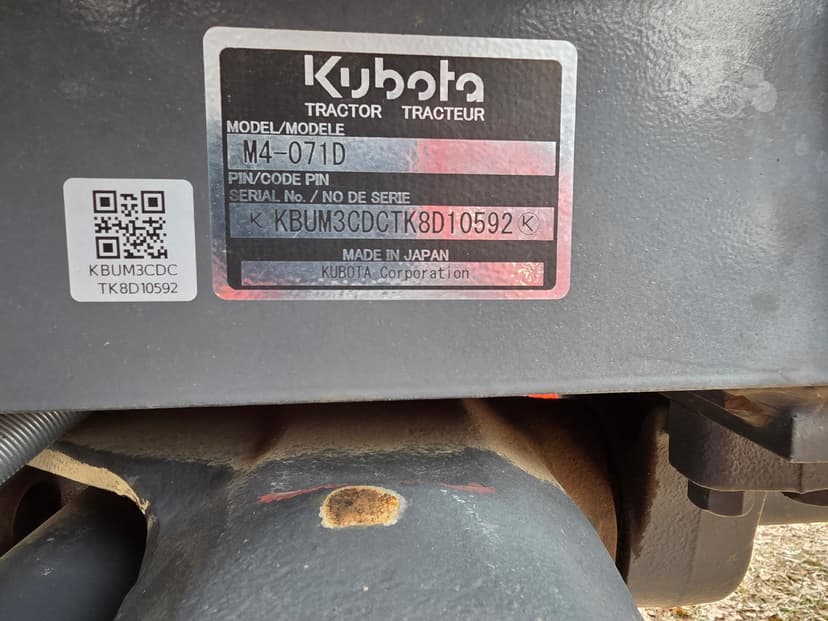 Kubota
TRACTOR TRACTEUR
MODEL/MODELE
M4-071D
PIN/CODE PIN
SERIAL No. / NO DE SERIE
KBUM3CDCTK8D10592
MADE IN JAPAN
KUBOTA Corporation
KBUM3CDC
TK8D10592